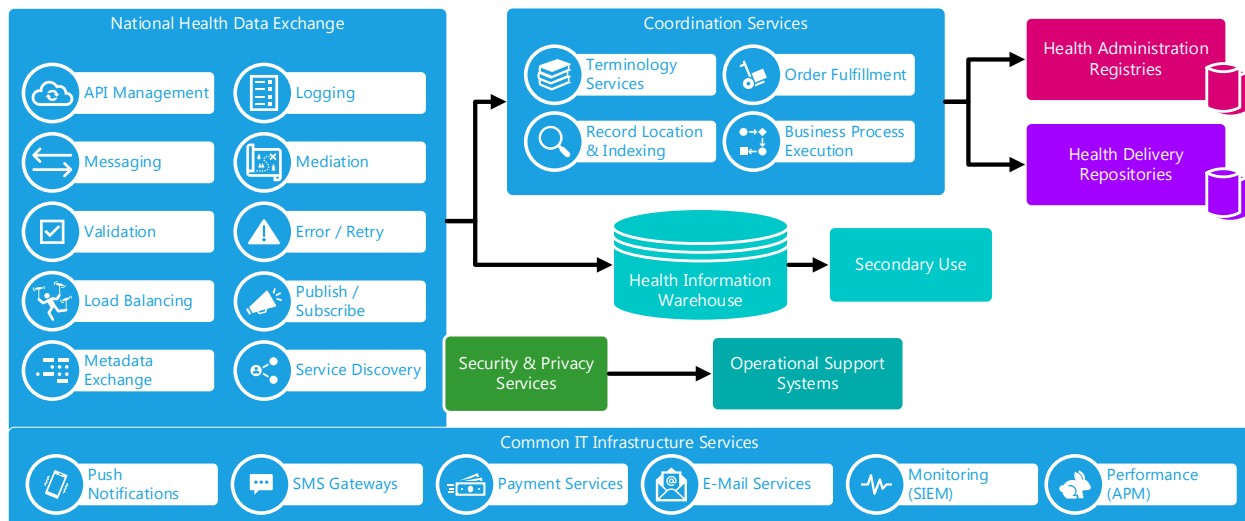 National Health Data Exchange
API Management
Logging
Messaging
Mediation
Validation
Error / Retry
Load Balancing
Publish /
Subscribe
Metadata
Exchange
Service Discovery
Coordination Services
Terminology
Services
Order Fulfillment
Record Location
& Indexing
Business Process
Execution
Health Administration
Registries
Health Delivery
Repositories
Health Information
Warehouse
Secondary Use
Security & Privacy
Services
Operational Support
Systems
Common IT Infrastructure Services
Push
Notifications
SMS Gateways
Payment Services
E-Mail Services
Monitoring
(SIEM)
Performance
(APM)